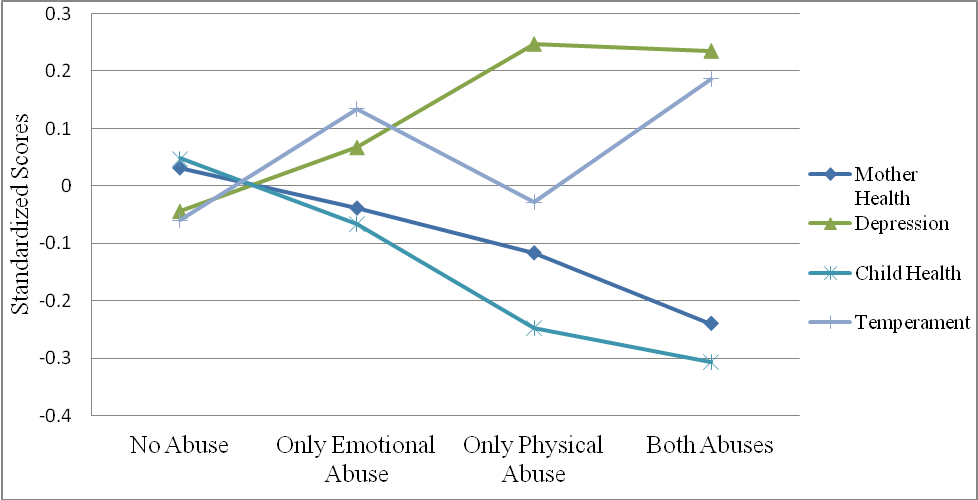 Standardized Scores
0.3
0.2
0.1
0
-0.1
-0.2
-0.3
-0.4
No Abuse
Only Emotional
Abuse
Only Physical
Abuse
Both Abuses
Mother
Health
Depression
Child Health
Temperament